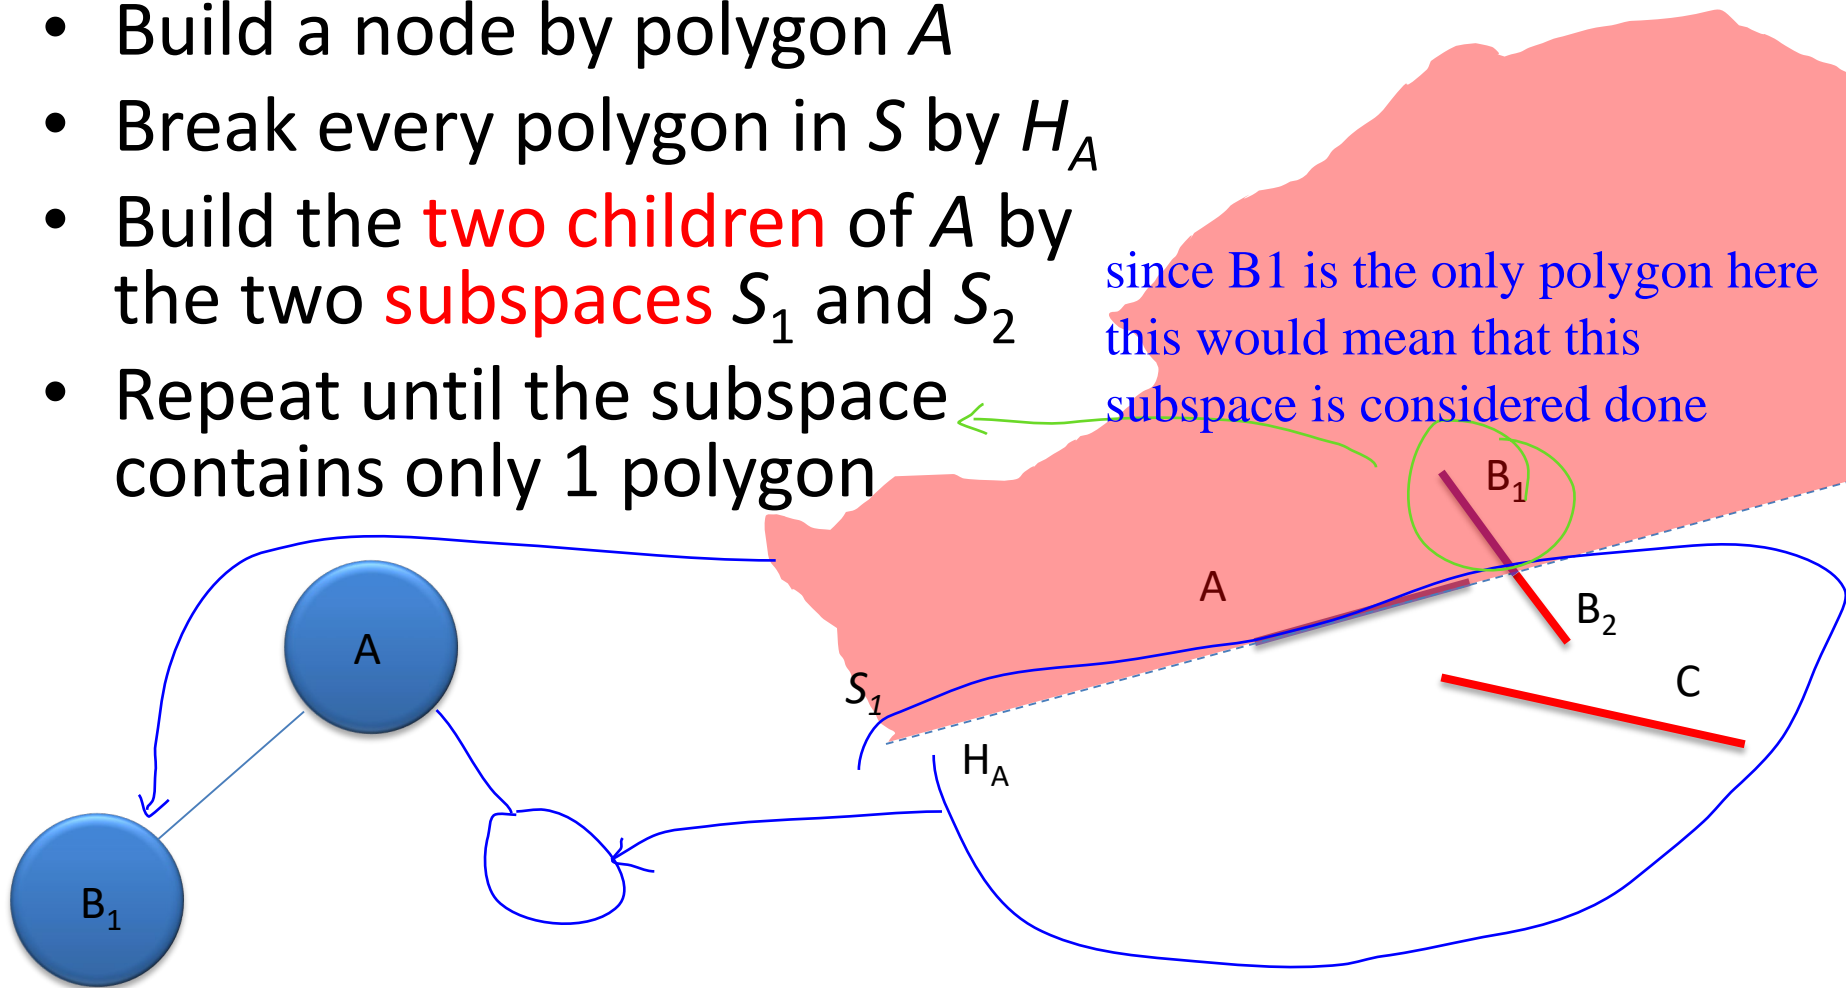 • Build a node by polygon A
• Break every polygon in S by H_A
• Build the two children of A by
the two subspaces S₁ and S₂
• Repeat until the subspace
contains only 1 polygon
since B1 is the only polygon here
this would mean that this
subspace is considered done
B₁
A
B₂
A
C
S₁
H_A
B₁